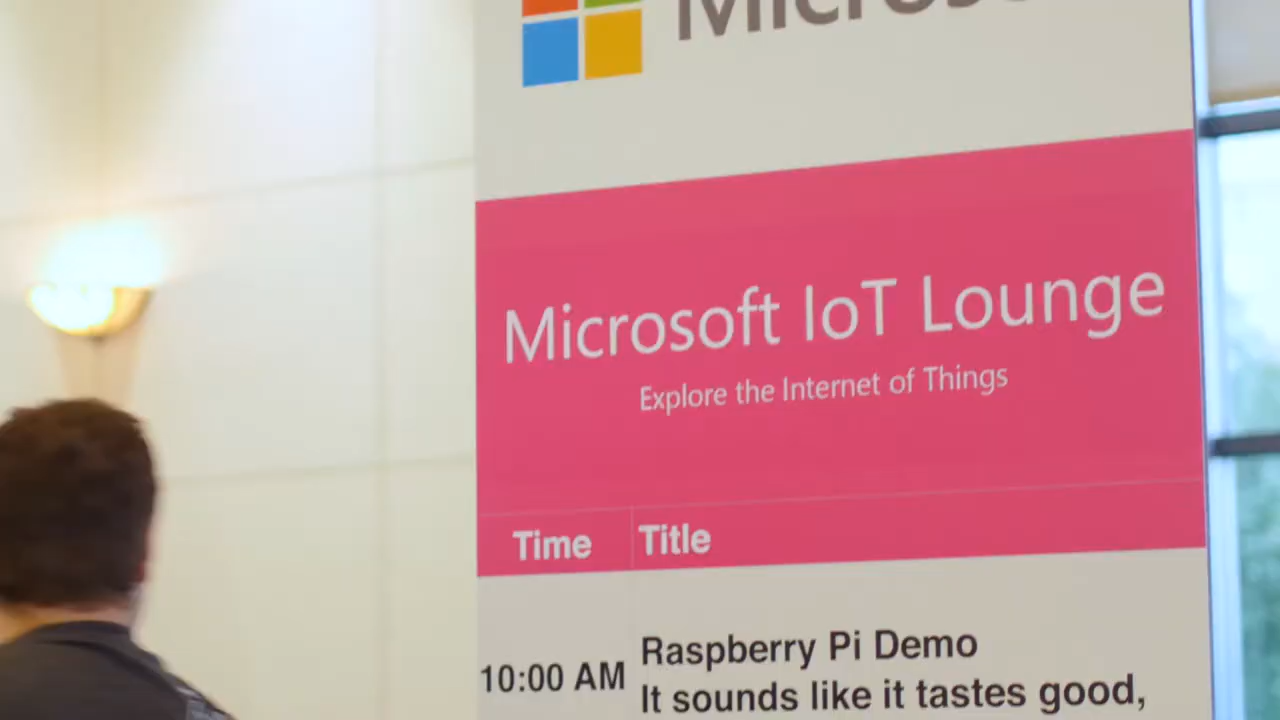 Microsoft IoT Lounge
Explore the Internet of Things
Time Title
10:00 AM
Raspberry Pi Demo
It sounds like it tastes good,